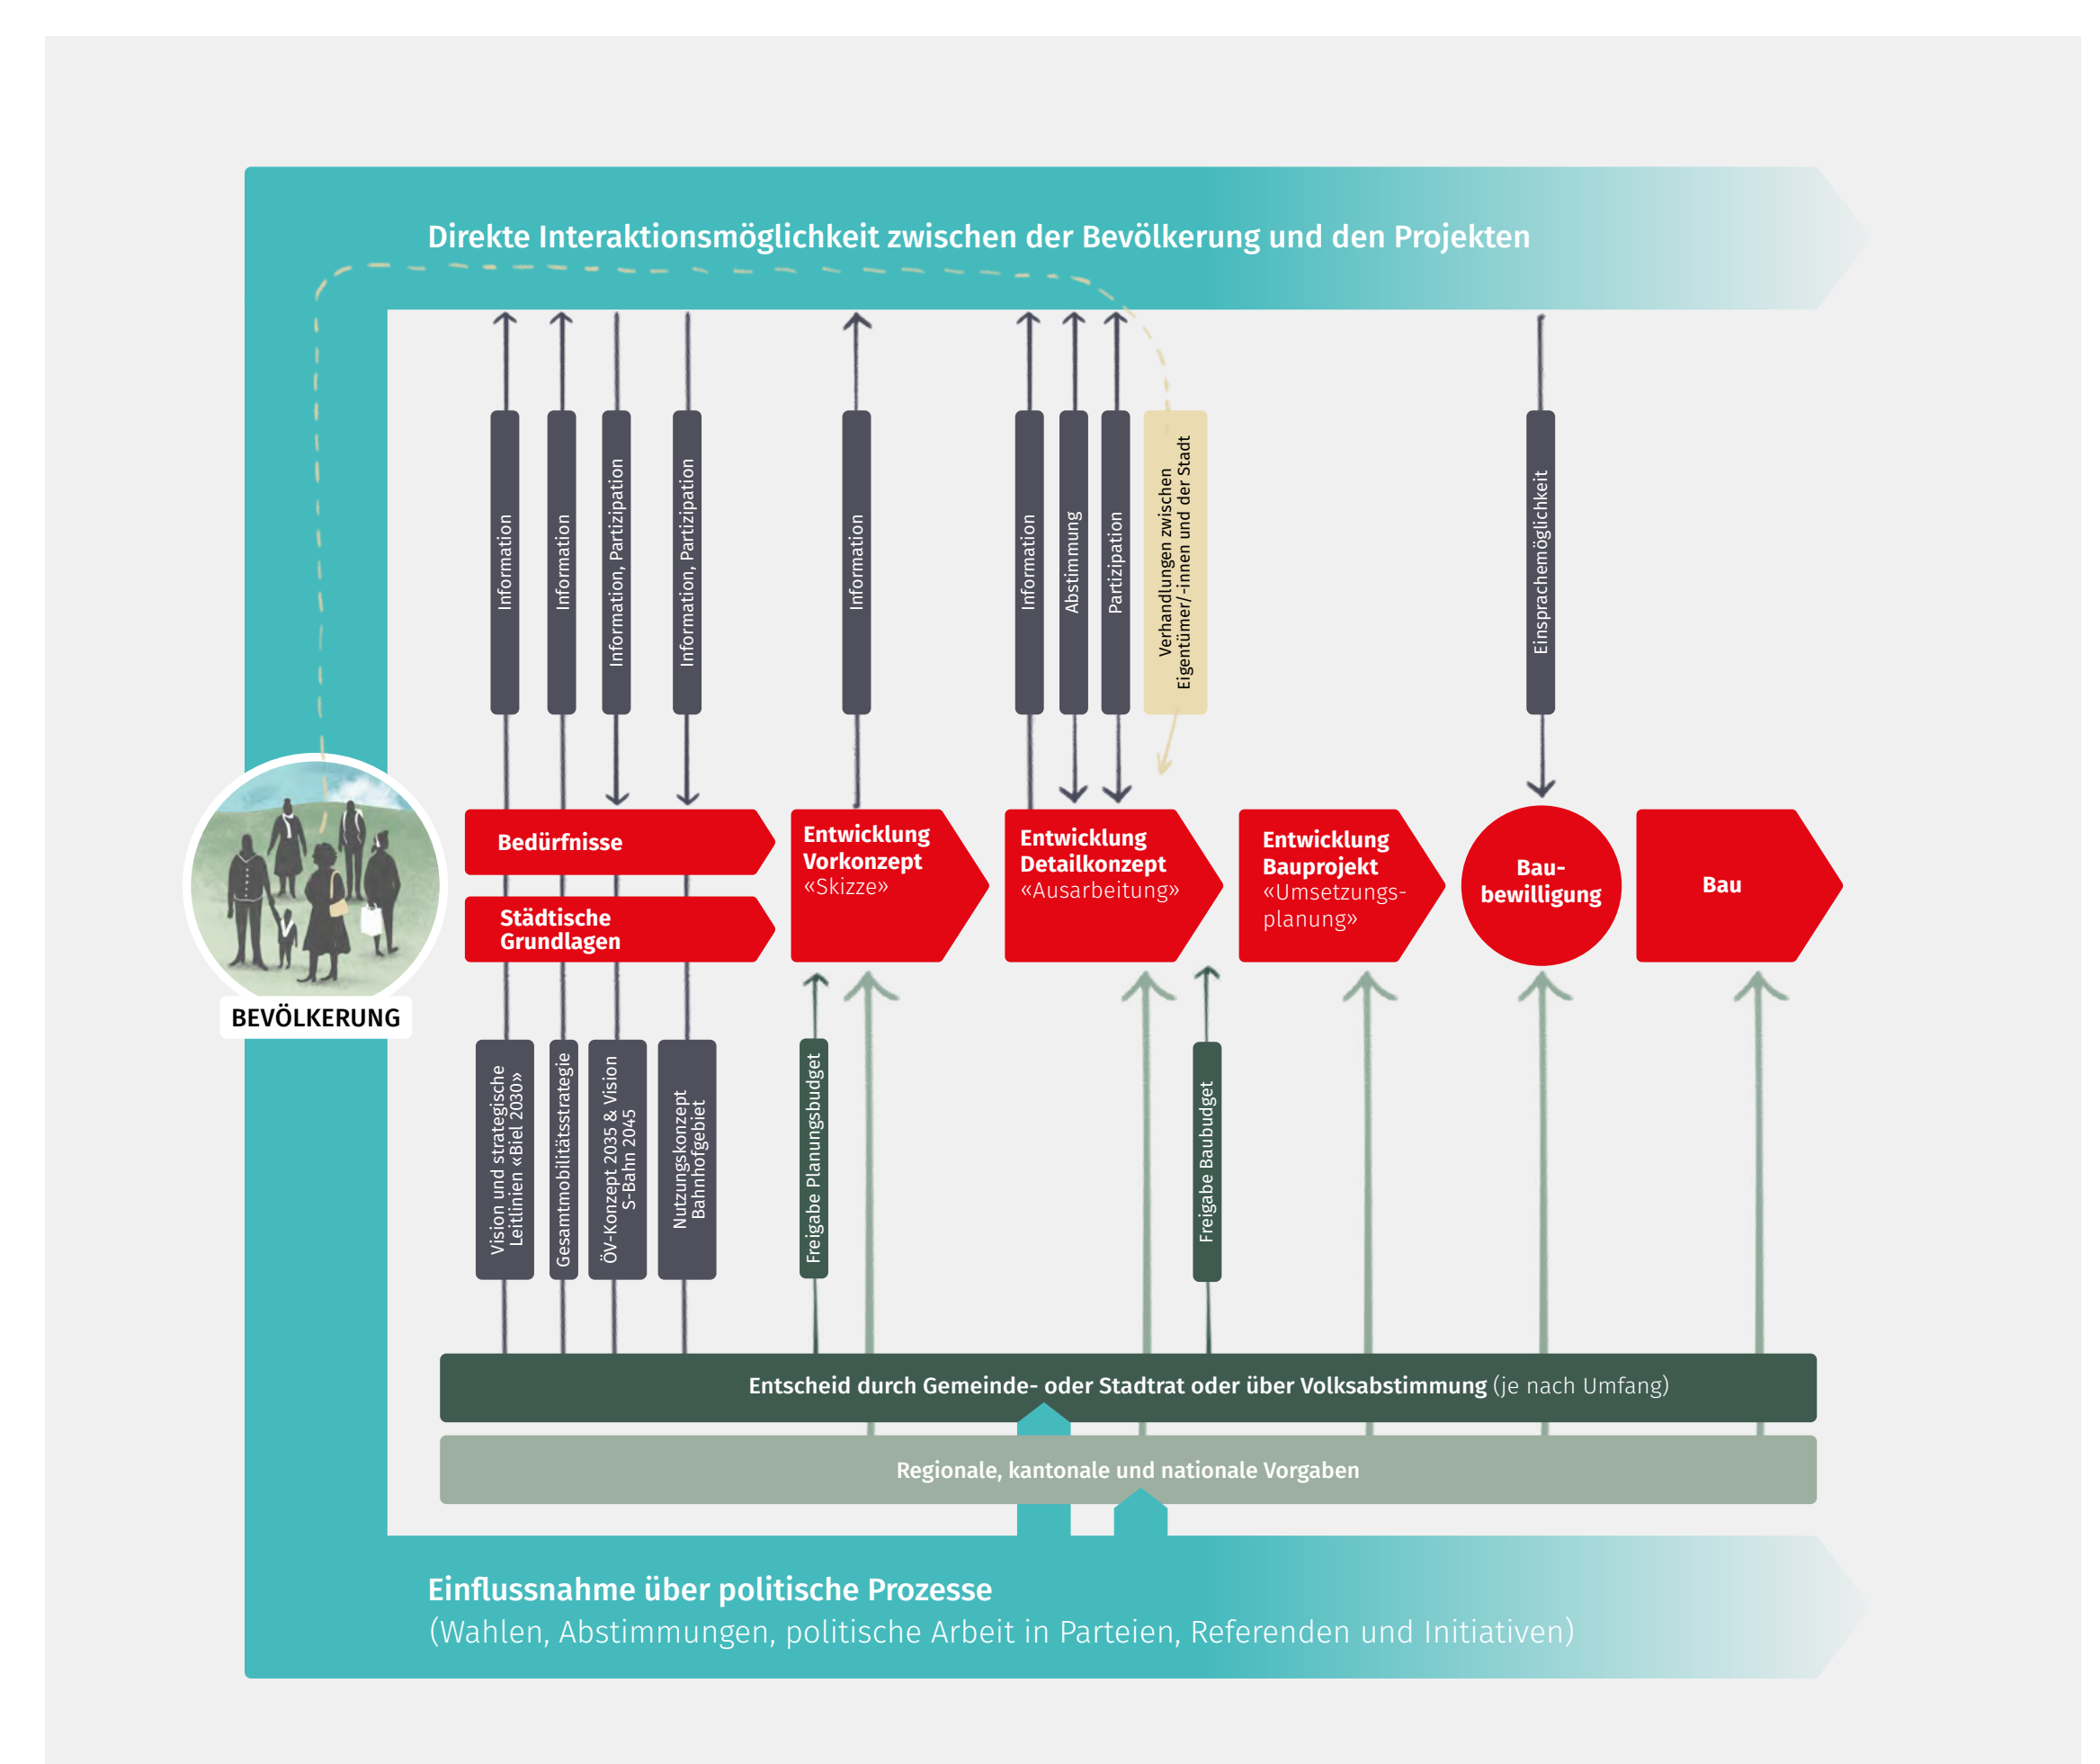 Direkte Interaktionsmöglichkeit zwischen der Bevölkerung und den Projekten
Information
Information
Information, Partizipation
Information, Partizipation
Information
Information
Abstimmung
Partizipation
Verhandlungen zwischen
Eigentümer/-innen und der Stadt
Einsprachemöglichkeit
BEVÖLKERUNG
Bedürfnisse
Städtische
Grundlagen
Entwicklung
Vorkonzept
«Skizze»
Entwicklung
Detailkonzept
«Ausarbeitung»
Entwicklung
Bauprojekt
«Umsetzungs-
planung»
Bau-
bewilligung
Bau
Vision und strategische
Leitlinien «Biel 2030»
Gesamtmobilitätsstrategie
ÖV-Konzept 2035 & Vision
S-Bahn 2045
Nutzungskonzept
Bahnhofgebiet
Freigabe Planungsbudget
Freigabe Baubudget
Entscheid durch Gemeinde- oder Stadtrat oder über Volksabstimmung (je nach Umfang)
Regionale, kantonale und nationale Vorgaben
Einflussnahme über politische Prozesse
(Wahlen, Abstimmungen, politische Arbeit in Parteien, Referenden und Initiativen)